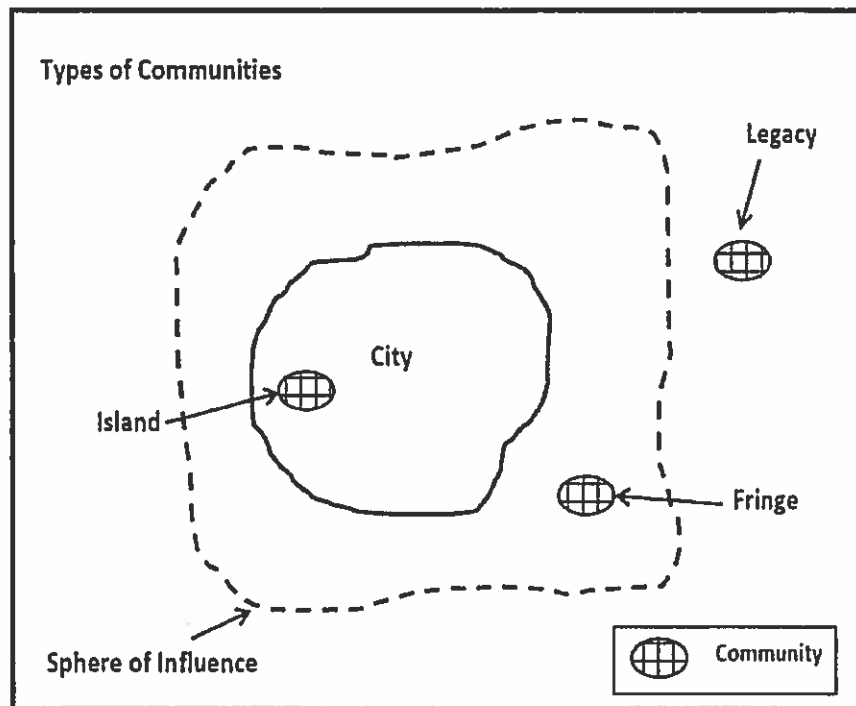 Types of Communities
Legacy
City
Island
Fringe
Sphere of Influence
Community